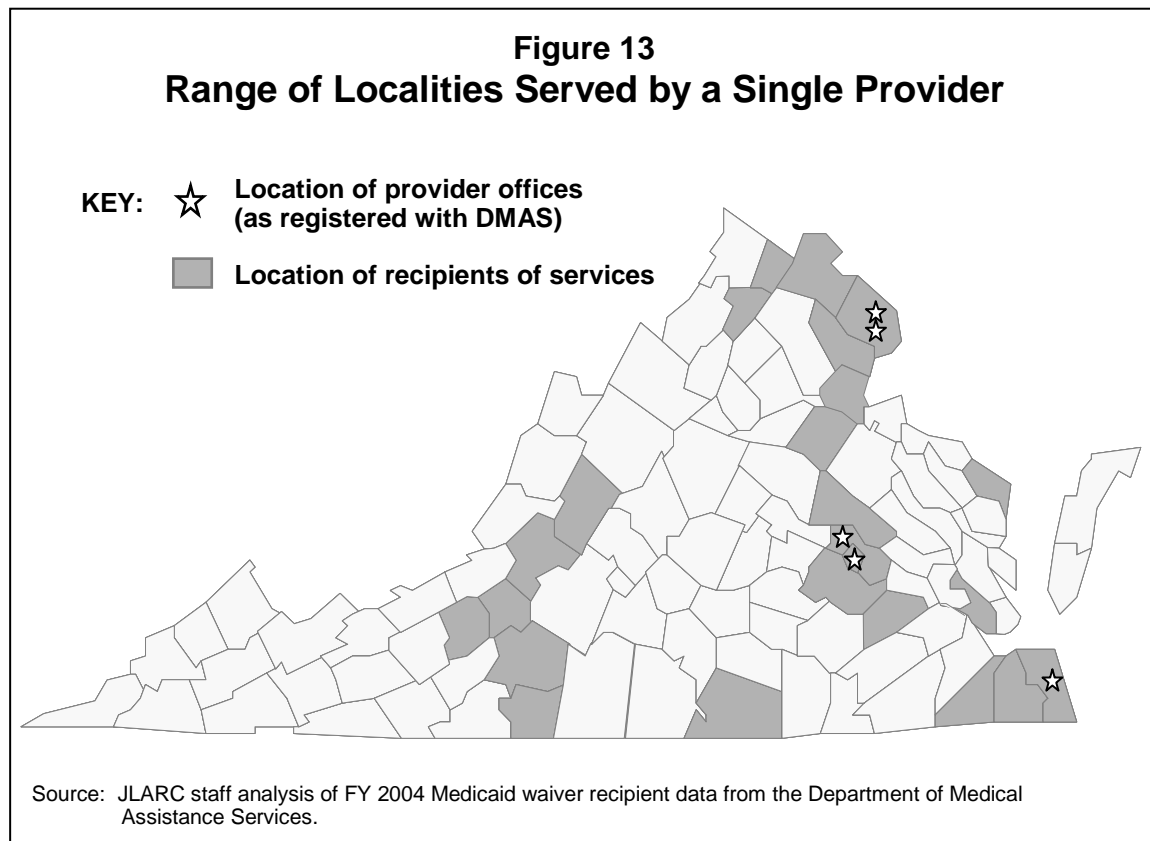 Figure 13
Range of Localities Served by a Single Provider
KEY:
Location of provider offices
(as registered with DMAS)
Location of recipients of services
Source: JLARC staff analysis of FY 2004 Medicaid waiver recipient data from the Department of Medical
Assistance Services.